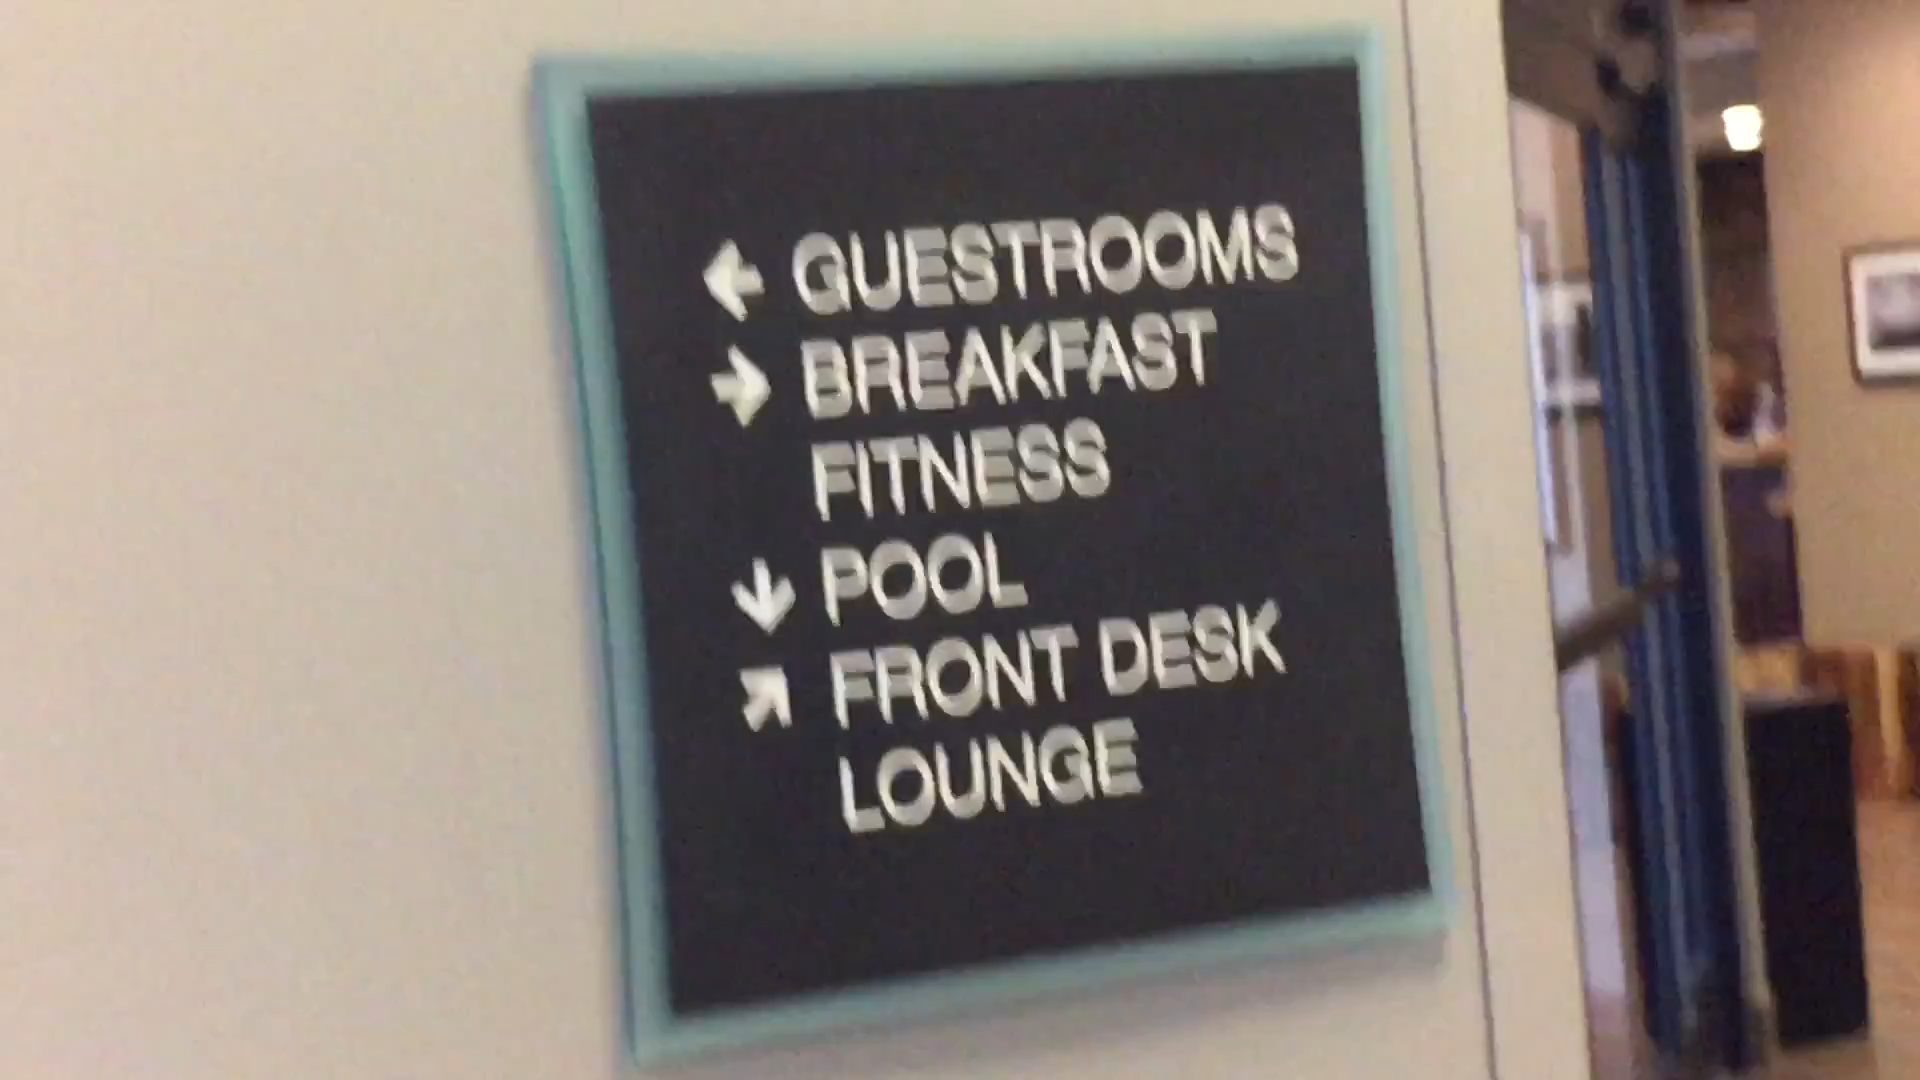 ← GUESTROOMS
→ BREAKFAST
FITNESS
↓ POOL
↗ FRONT DESK
LOUNGE